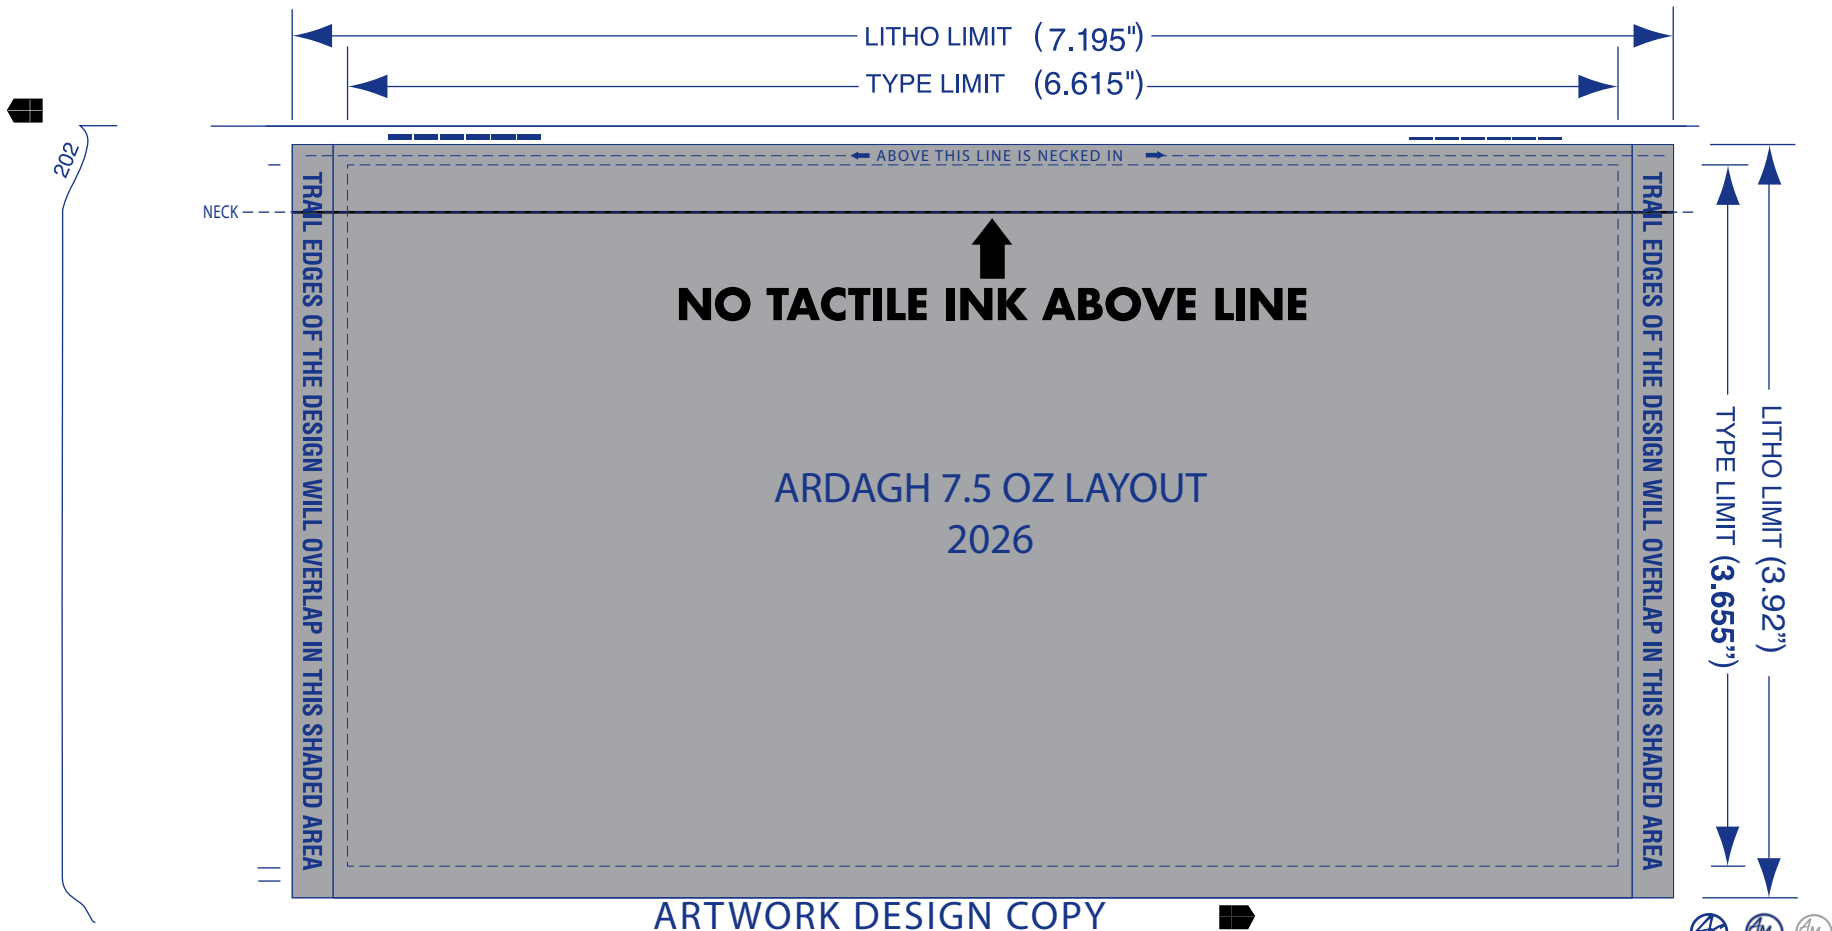 LITHO LIMIT (7.195")
TYPE LIMIT (6.615")
202
ABOVE THIS LINE IS NECKED IN
NECK
TRAIL EDGES OF THE DESIGN WILL OVERLAP IN THIS SHADED AREA
NO TACTILE INK ABOVE LINE
ARDAGH 7.5 OZ LAYOUT
2026
TRAIL EDGES OF THE DESIGN WILL OVERLAP IN THIS SHADED AREA
TYPE LIMIT (3.655”)
LITHO LIMIT (3.92”)
ARTWORK DESIGN COPY